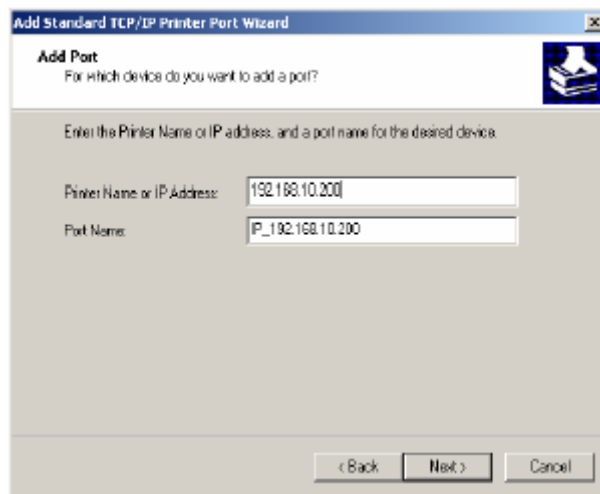 Add Standard TCP/IP Printer Port Wizard
Add Port
For which device do you want to add a port?
Enter the Printer Name or IP address, and a port name for the desired device.
Printer Name or IP Address: 192.168.10.200
Port Name: IP_192.168.10.200
< Back Next > Cancel